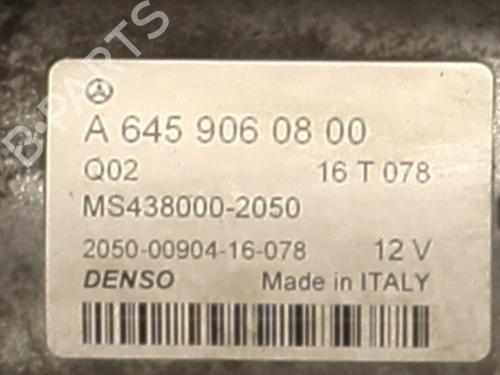 A 645 906 08 00
Q02 16 T 078
MS438000-2050
2050-00904-16-078 12 V
DENSO Made in ITALY
B-PARTS